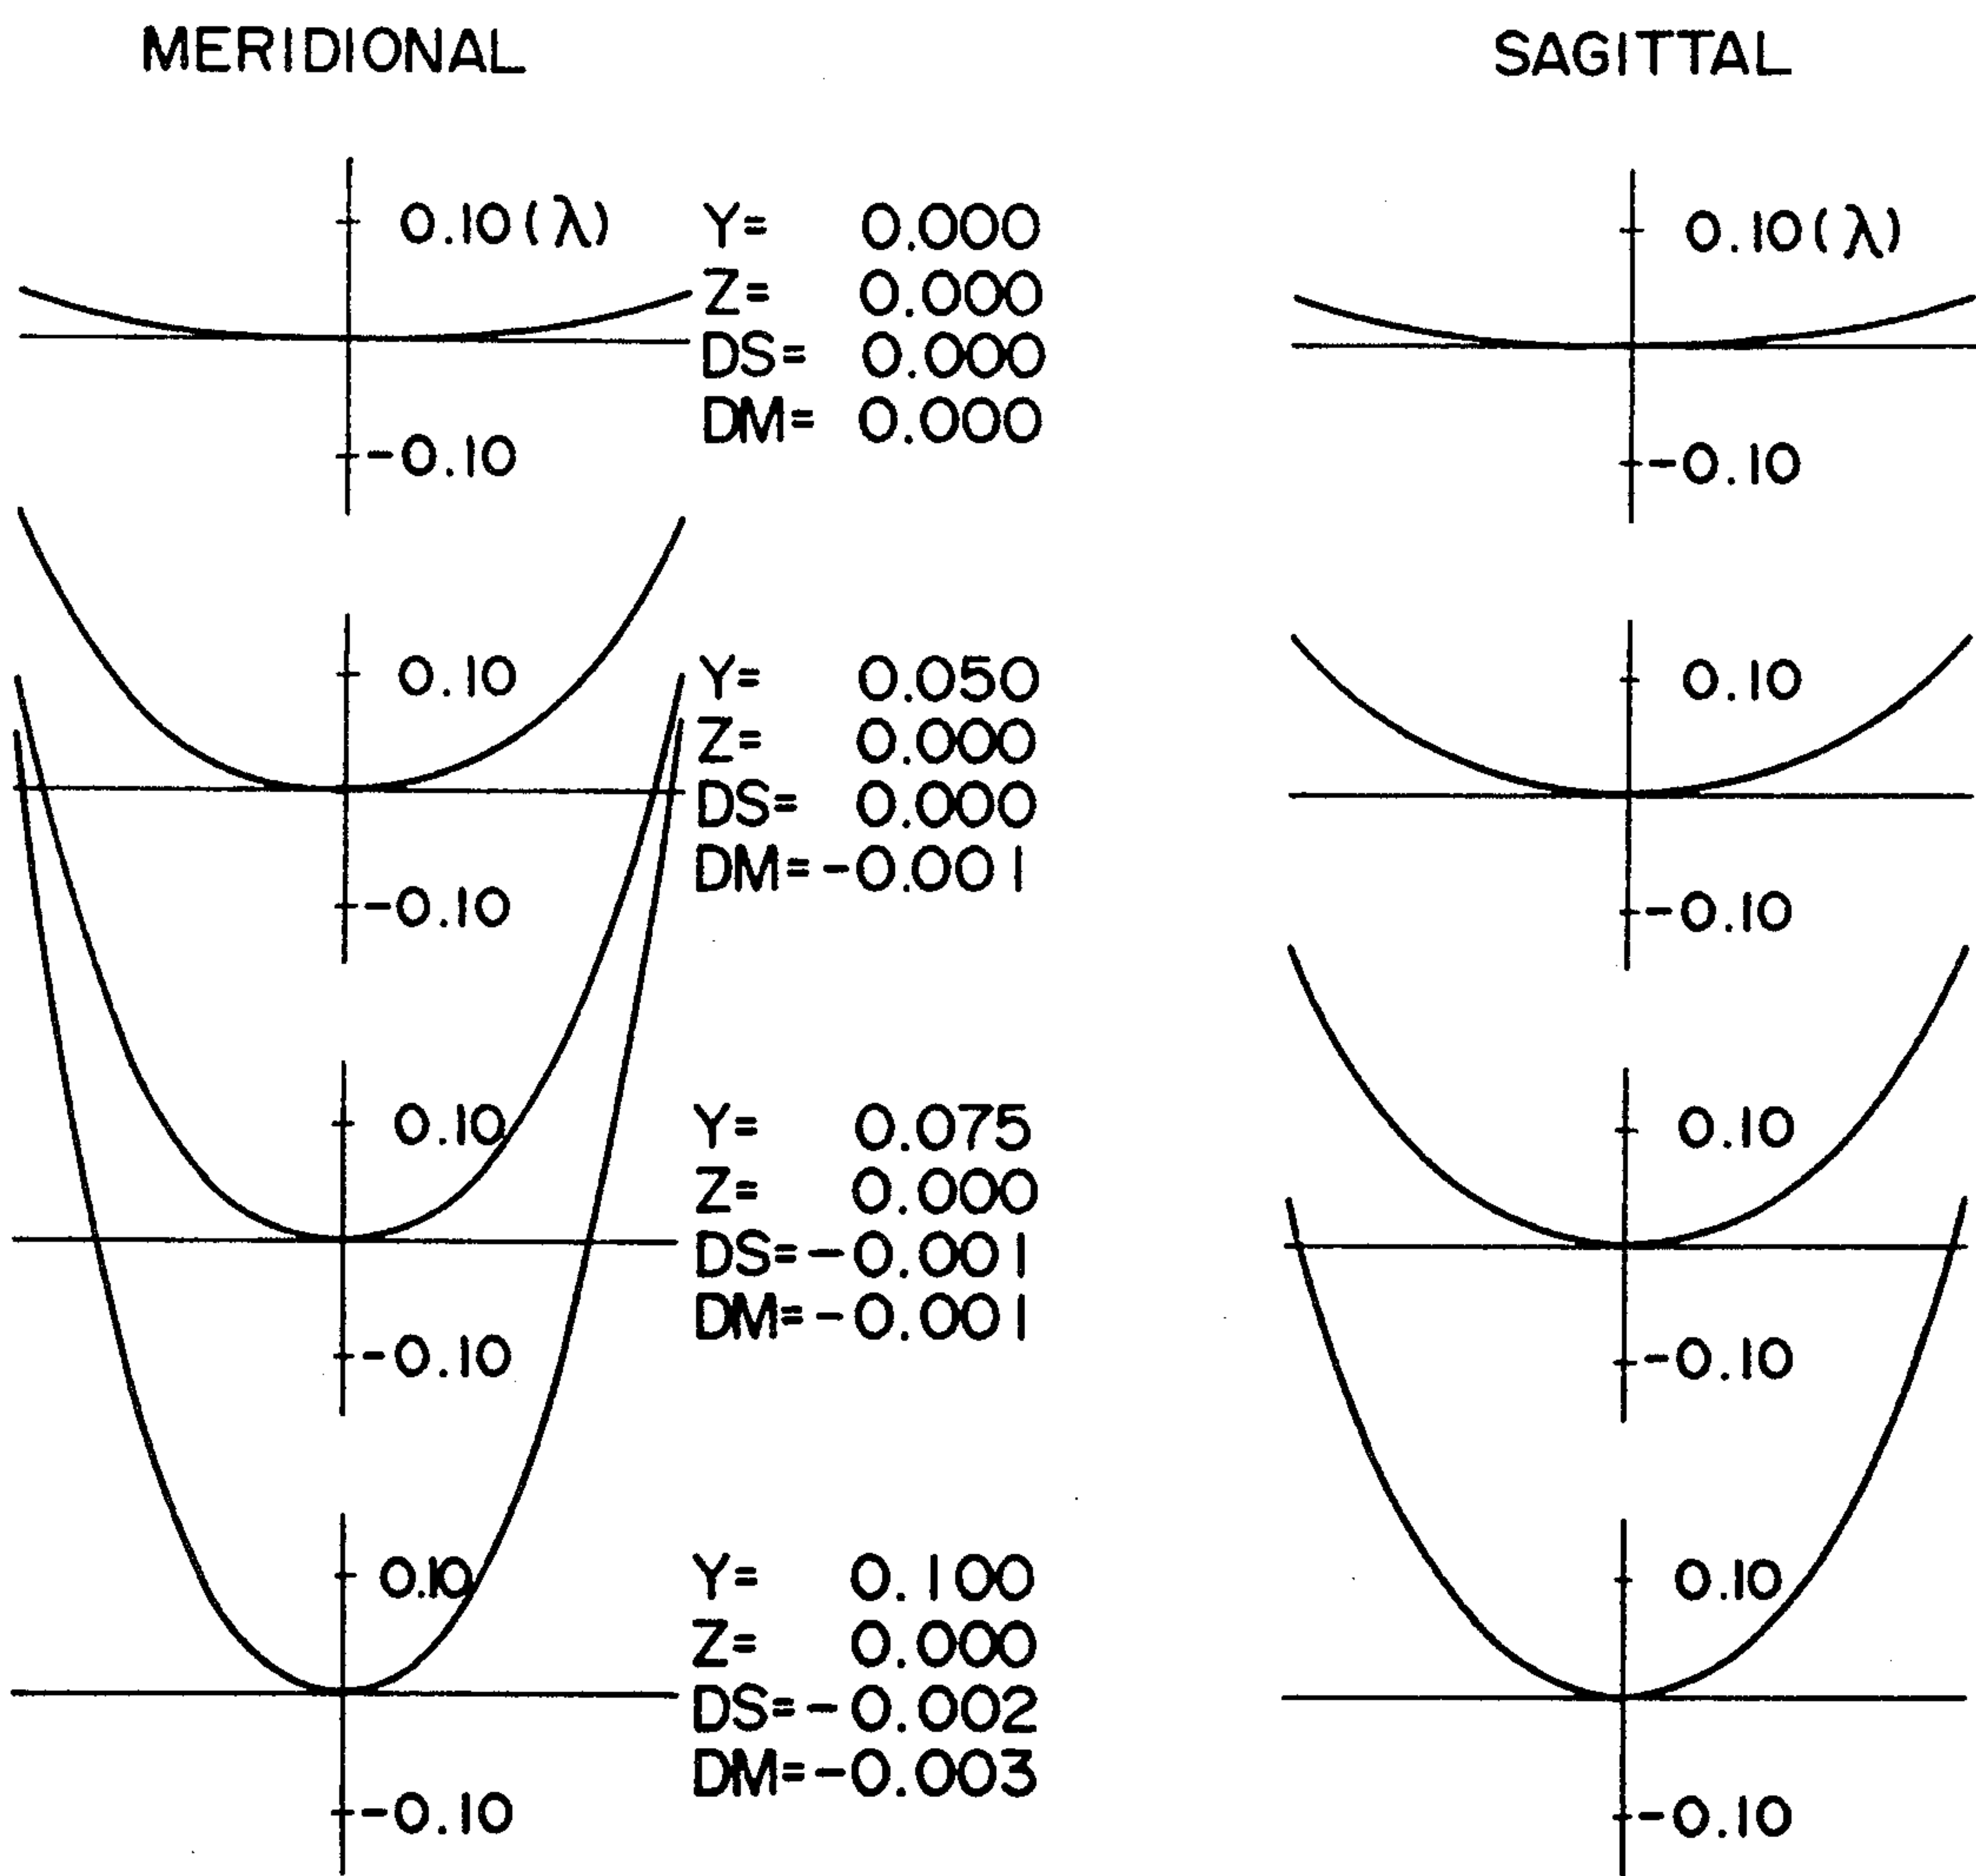 MERIDIONAL
SAGITTAL
0.10(λ)
-0.10
Y= 0.000
Z= 0.000
DS= 0.000
DM= 0.000
0.10(λ)
-0.10
0.10
-0.10
Y= 0.050
Z= 0.000
DS= 0.000
DM=-0.001
0.10
-0.10
0.10
-0.10
Y= 0.075
Z= 0.000
DS=-0.001
DM=-0.001
0.10
-0.10
0.10
-0.10
Y= 0.100
Z= 0.000
DS=-0.002
DM=-0.003
0.10
-0.10